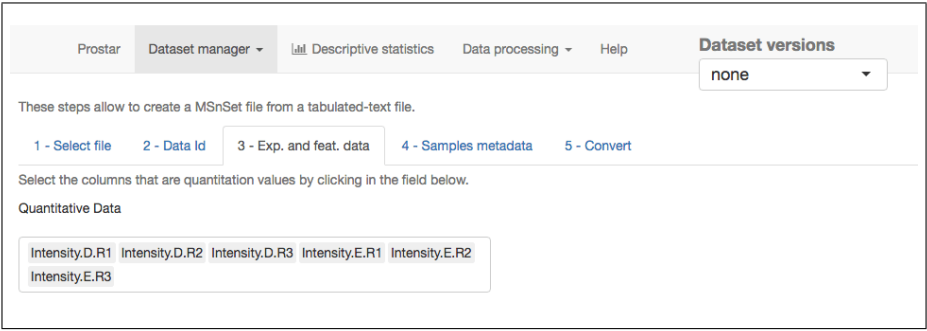 Prostar Dataset manager Descriptive statistics Data processing Help Dataset versions
none
These steps allow to create a MSnSet file from a tabulated-text file.
1 - Select file 2 - Data Id 3 - Exp. and feat. data 4 - Samples metadata 5 - Convert
Select the columns that are quantitation values by clicking in the field below.
Quantitative Data
Intensity.D.R1 Intensity.D.R2 Intensity.D.R3 Intensity.E.R1 Intensity.E.R2
Intensity.E.R3